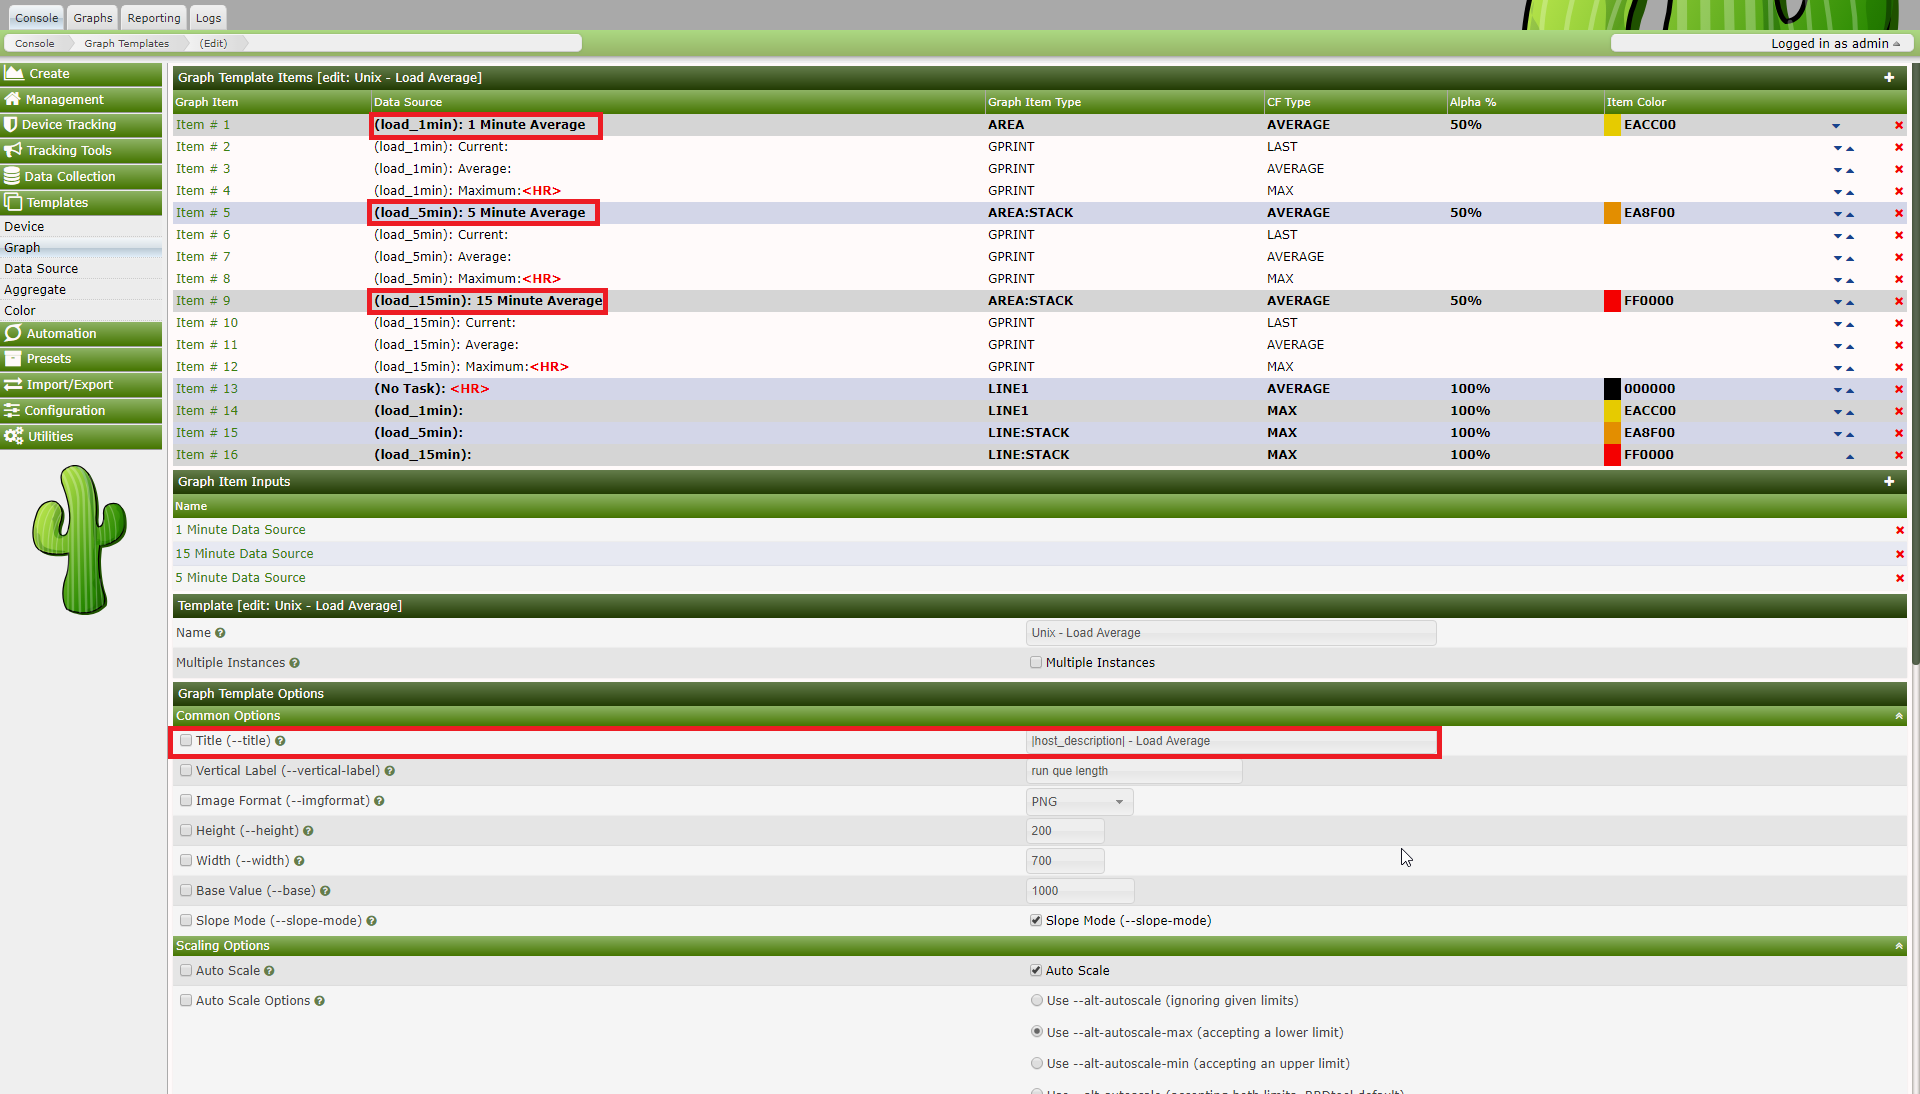 Console Graphs Reporting Logs
Console Graph Templates (Edit) Logged in as admin
Create
Management
Device Tracking
Tracking Tools
Data Collection
Templates
Device
Graph
Data Source
Aggregate
Color
Automation
Presets
Import/Export
Configuration
Utilities
Graph Template Items [edit: Unix - Load Average]
Graph Item Data Source Graph Item Type CF Type Alpha % Item Color
Item # 1 (load_1min): 1 Minute Average AREA AVERAGE 50% EACC00
Item # 2 (load_1min): Current: GPRINT LAST
Item # 3 (load_1min): Average: GPRINT AVERAGE
Item # 4 (load_1min): Maximum:<HR> GPRINT MAX
Item # 5 (load_5min): 5 Minute Average AREA:STACK AVERAGE 50% EA8F00
Item # 6 (load_5min): Current: GPRINT LAST
Item # 7 (load_5min): Average: GPRINT AVERAGE
Item # 8 (load_5min): Maximum:<HR> GPRINT MAX
Item # 9 (load_15min): 15 Minute Average AREA:STACK AVERAGE 50% FF0000
Item # 10 (load_15min): Current: GPRINT LAST
Item # 11 (load_15min): Average: GPRINT AVERAGE
Item # 12 (load_15min): Maximum:<HR> GPRINT MAX
Item # 13 (No Task): <HR> LINE1 AVERAGE 100% 000000
Item # 14 (load_1min): LINE1 MAX 100% EACC00
Item # 15 (load_5min): LINE:STACK MAX 100% EA8F00
Item # 16 (load_15min): LINE:STACK MAX 100% FF0000
Graph Item Inputs
Name
1 Minute Data Source
15 Minute Data Source
5 Minute Data Source
Template [edit: Unix - Load Average]
Name Unix - Load Average
Multiple Instances Multiple Instances
Graph Template Options
Common Options
Title (--title) |host_description| - Load Average
Vertical Label (--vertical-label) run que length
Image Format (--imgformat) PNG
Height (--height) 200
Width (--width) 700
Base Value (--base) 1000
Slope Mode (--slope-mode) Slope Mode (--slope-mode)
Scaling Options
Auto Scale Auto Scale
Auto Scale Options Use --alt-autoscale (ignoring given limits)
Use --alt-autoscale-max (accepting a lower limit)
Use --alt-autoscale-min (accepting an upper limit)
Use --alt-autoscale (accepting both limits, RRDtool default)